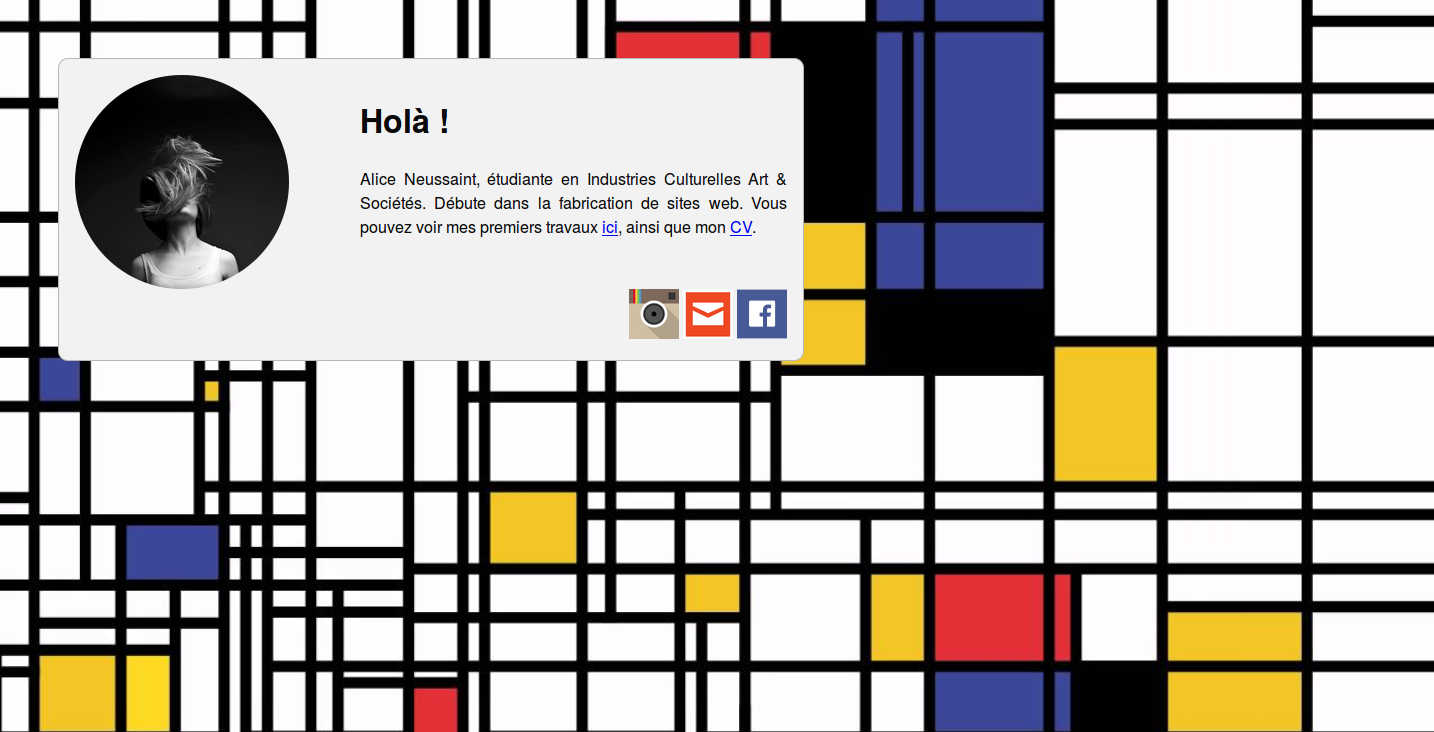 Holà !
Alice Neussaint, étudiante en Industries Culturelles Art &
Sociétés. Débute dans la fabrication de sites web. Vous
pouvez voir mes premiers travaux ici, ainsi que mon CV.